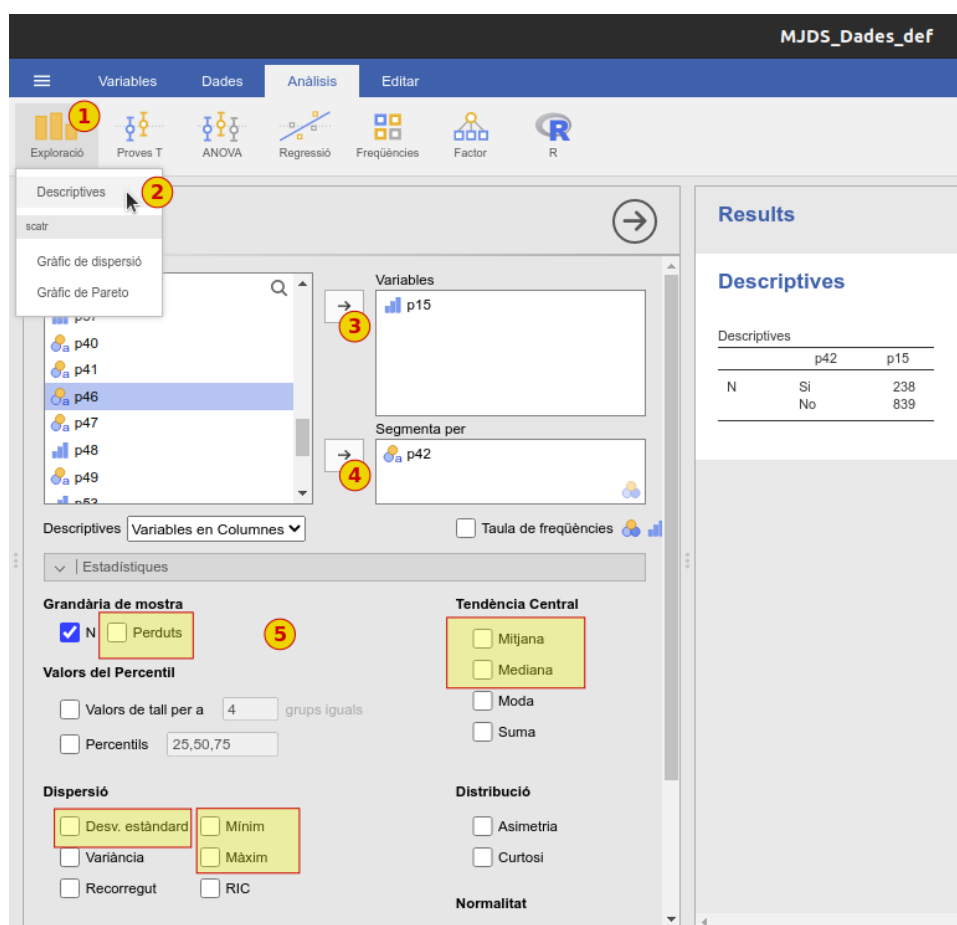 MJDS_Dades_def
Variables Dades Anàlisis Editar
1
Exploració Proves T ANOVA Regressió Freqüències Factor R
Descriptives 2
scatr
Gràfic de dispersió
Gràfic de Pareto
p37
p40
p41
p46
p47
p48
p49
p53
Variables
3
p15
Segmenta per
4
p42
a
Descriptives Variables en Columnes Taula de freqüències
Estadístiques
Grandària de mostra
N Perduts
5
Valors del Percentil
Valors de tall per a 4 grups iguals
Percentils 25,50,75
Tendència Central
Mitjana
Mediana
Moda
Suma
Dispersió
Desv. estàndard Mínim
Variància Màxim
Recorregut RIC
Distribució
Asimetria
Curtosi
Normalitat
Results
Descriptives
Descriptives
p42 p15
N Si 238
No 839